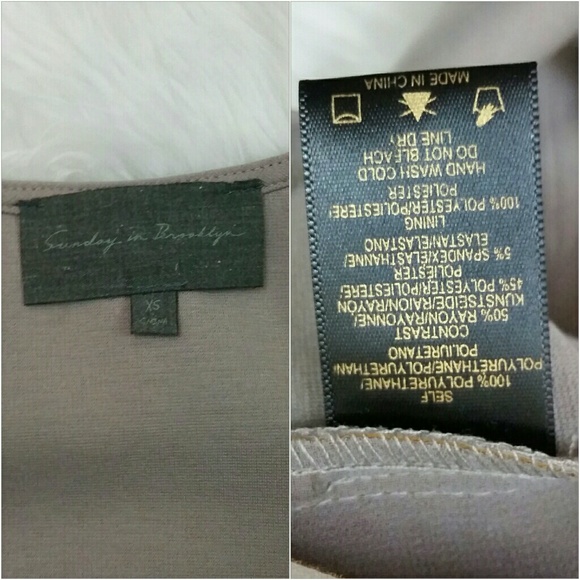 Sunday in Brooklyn
XS
SELF
100% POLYURETHANE/
POLYURETHANE/POLYURETHAN/
POLIURETANO
CONTRAST
50% RAYON/RAYONNE/
KUNSTSEIDE/RAION/RAYON
45% POLYESTER/POLIESTERE/
POLIESTER
5% SPANDEX/ELASTHANNE/
ELASTAN/ELASTANO
LINING
100% POLYESTER/POLIESTERE/
POLIESTER
HAND WASH COLD
DO NOT BLEACH
LINE DRY
MADE IN CHINA